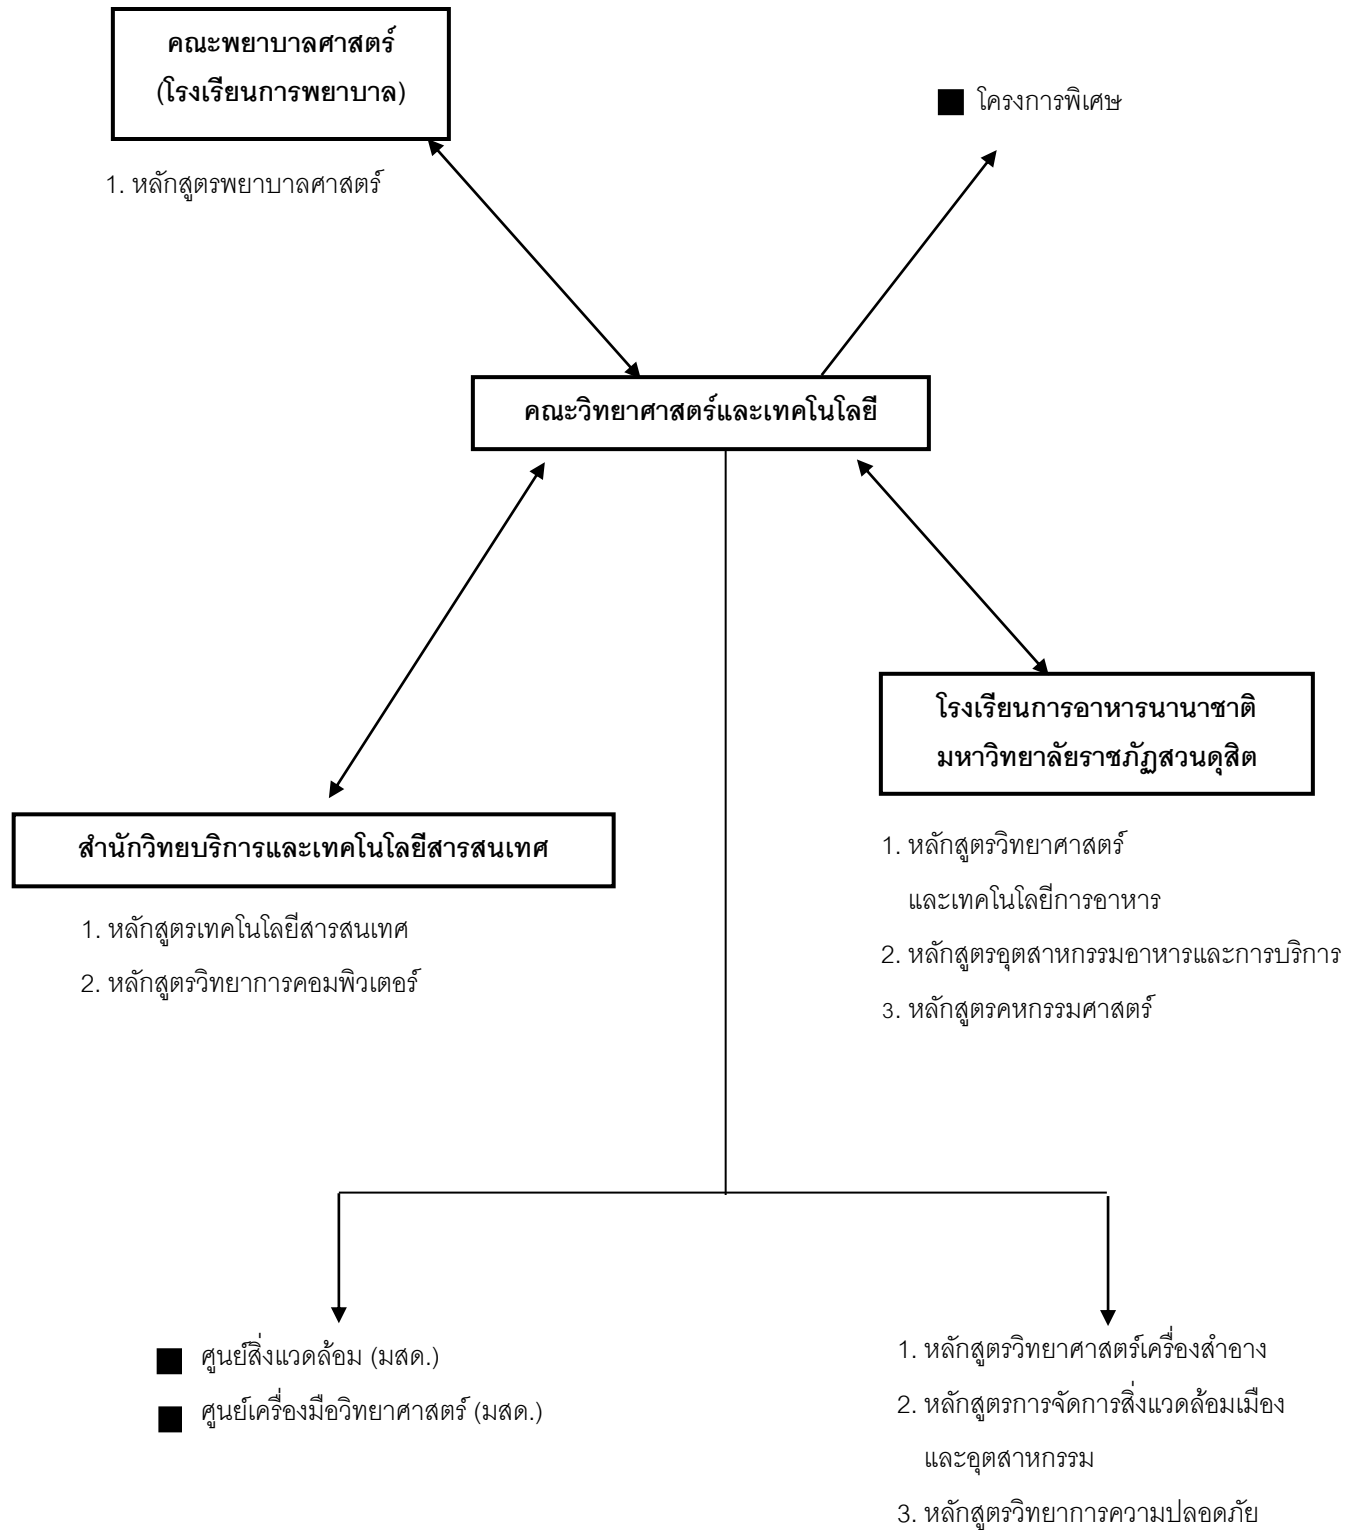 คณะพยาบาลศาสตร์
(โรงเรียนการพยาบาล)
1. หลักสูตรพยาบาลศาสตร์
โครงการพิเศษ
คณะวิทยาศาสตร์และเทคโนโลยี
สำนักวิทยบริการและเทคโนโลยีสารสนเทศ
1. หลักสูตรเทคโนโลยีสารสนเทศ
2. หลักสูตรวิทยาการคอมพิวเตอร์
โรงเรียนการอาหารนานาชาติ
มหาวิทยาลัยราชภัฏสวนดุสิต
1. หลักสูตรวิทยาศาสตร์
และเทคโนโลยีการอาหาร
2. หลักสูตรอุตสาหกรรมอาหารและการบริการ
3. หลักสูตรคหกรรมศาสตร์
ศูนย์สิ่งแวดล้อม (มสด.)
ศูนย์เครื่องมือวิทยาศาสตร์ (มสด.)
1. หลักสูตรวิทยาศาสตร์เครื่องสำอาง
2. หลักสูตรการจัดการสิ่งแวดล้อมเมือง
และอุตสาหกรรม
3. หลักสูตรวิทยาการความปลอดภัย